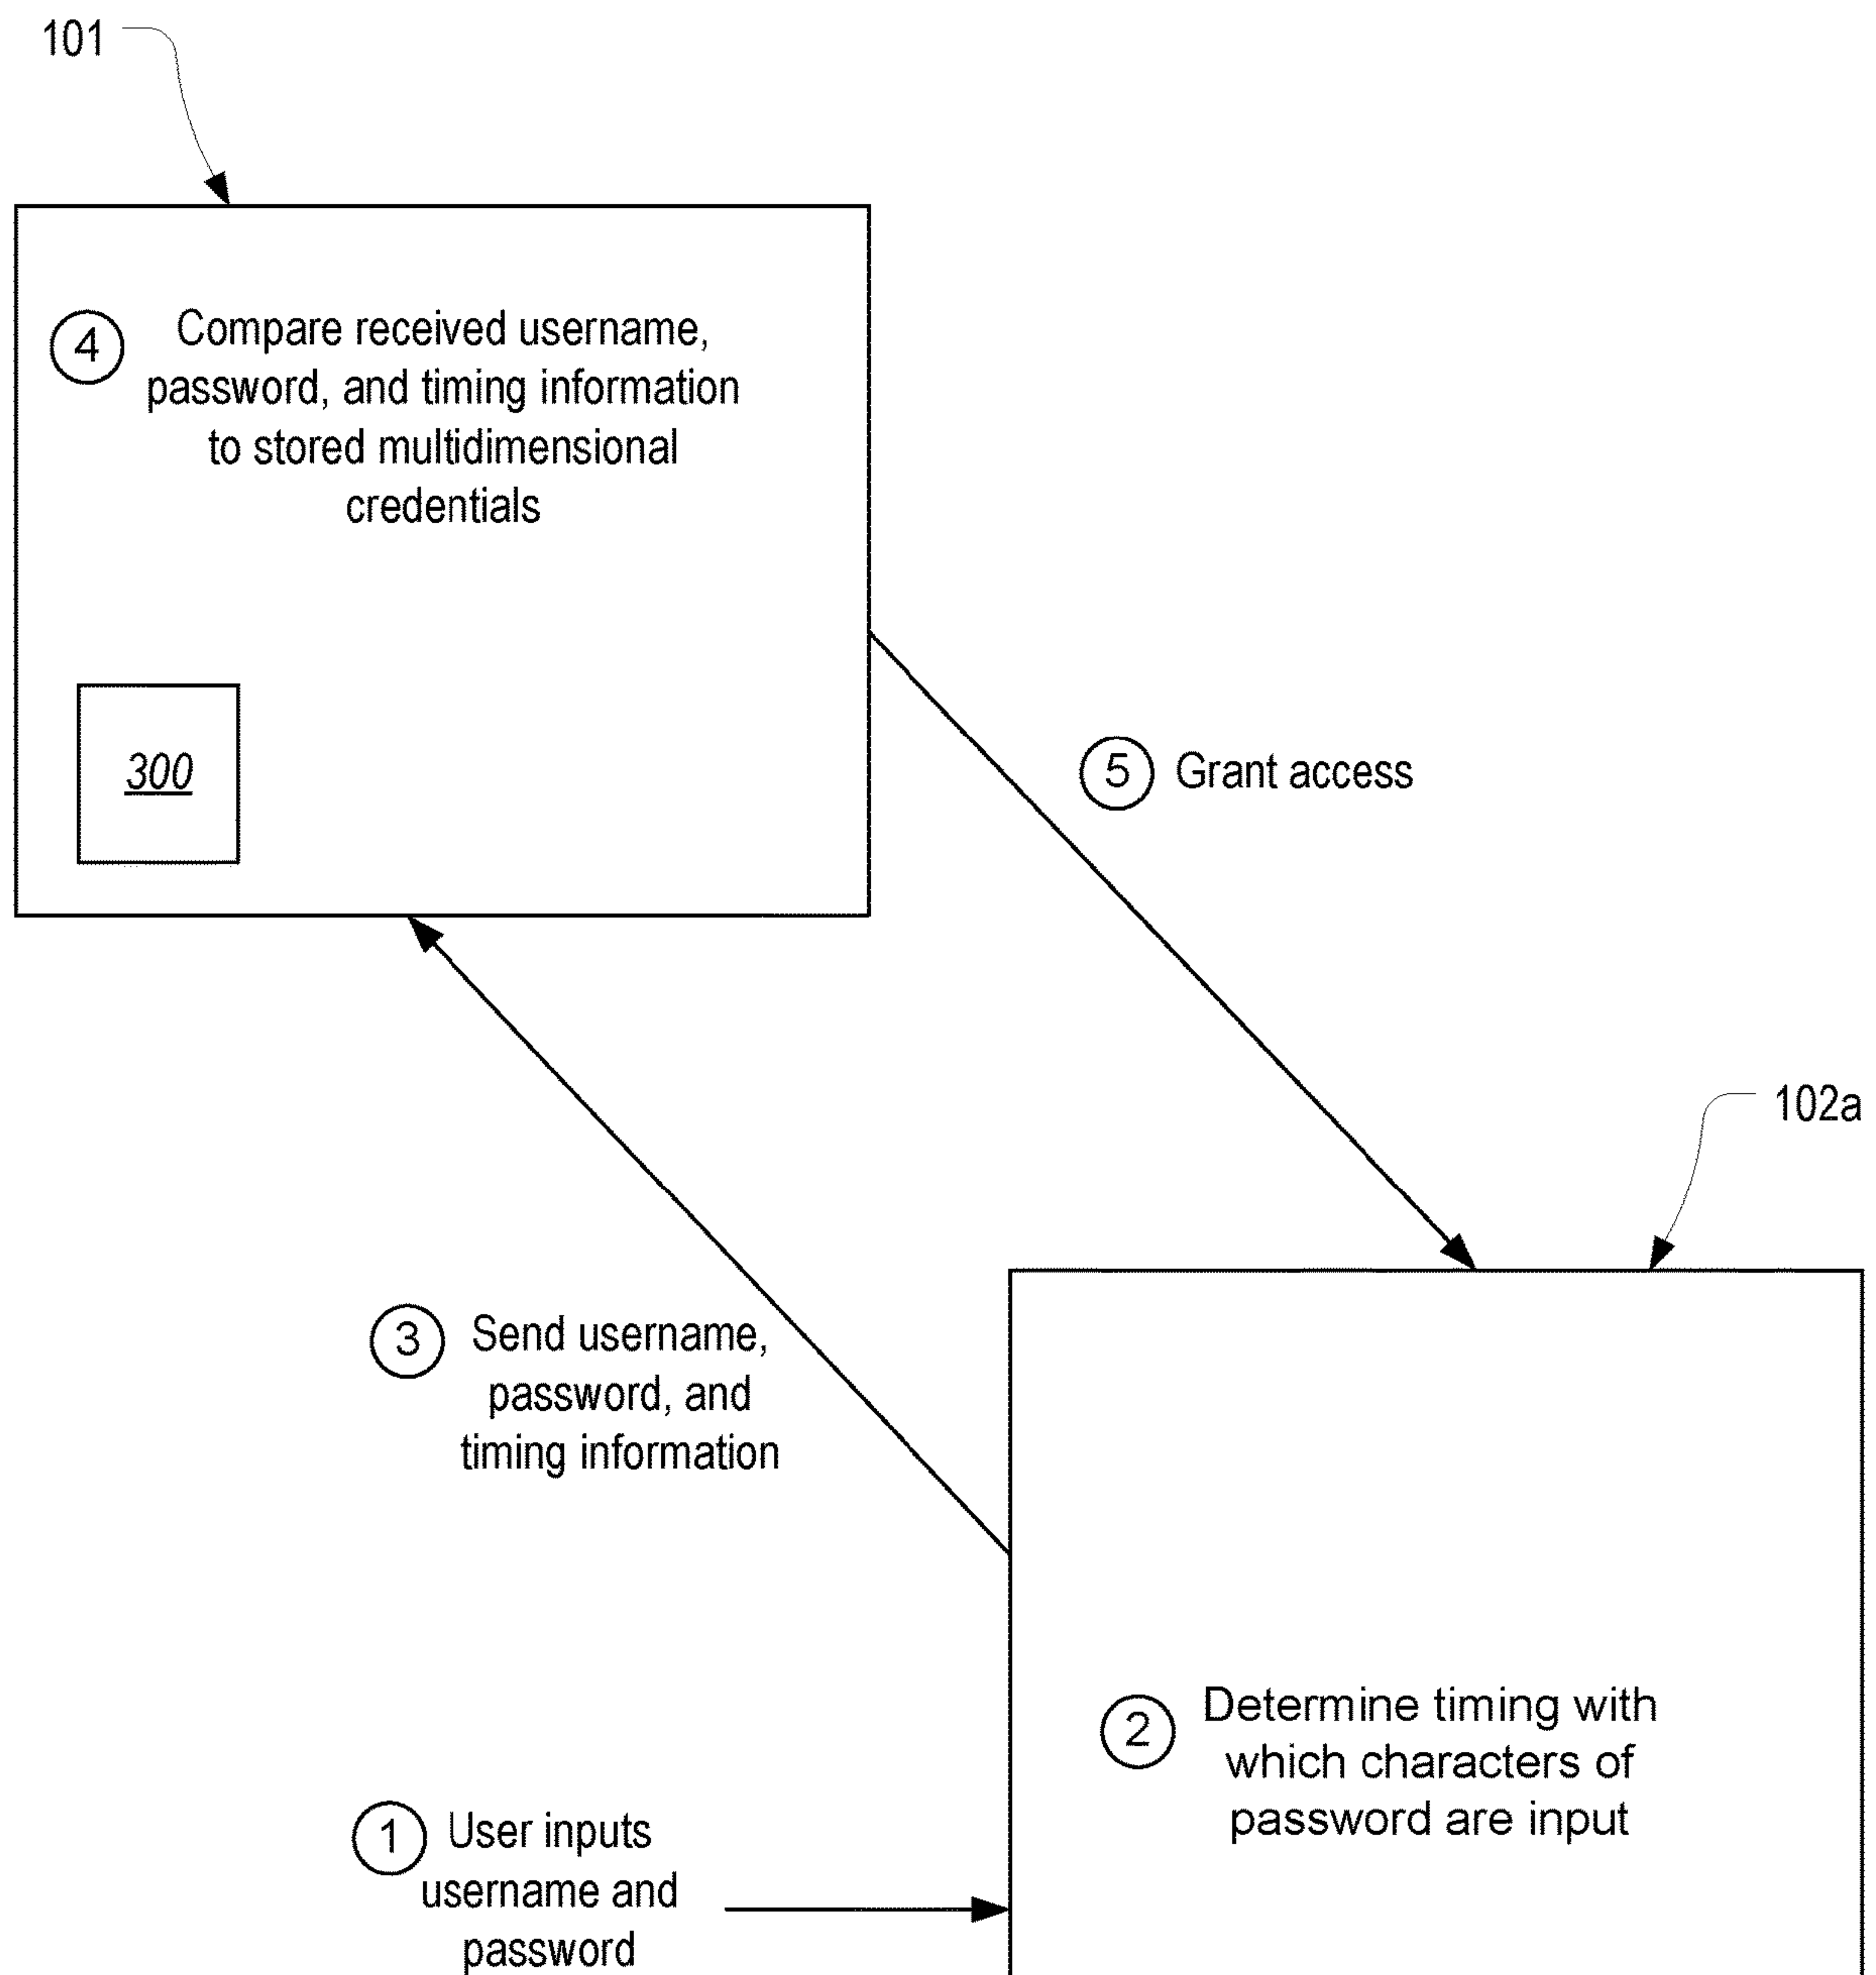 101
4 Compare received username,
password, and timing information
to stored multidimensional
credentials
300
5 Grant access
102a
3 Send username,
password, and
timing information
2 Determine timing with
which characters of
password are input
1 User inputs
username and
password